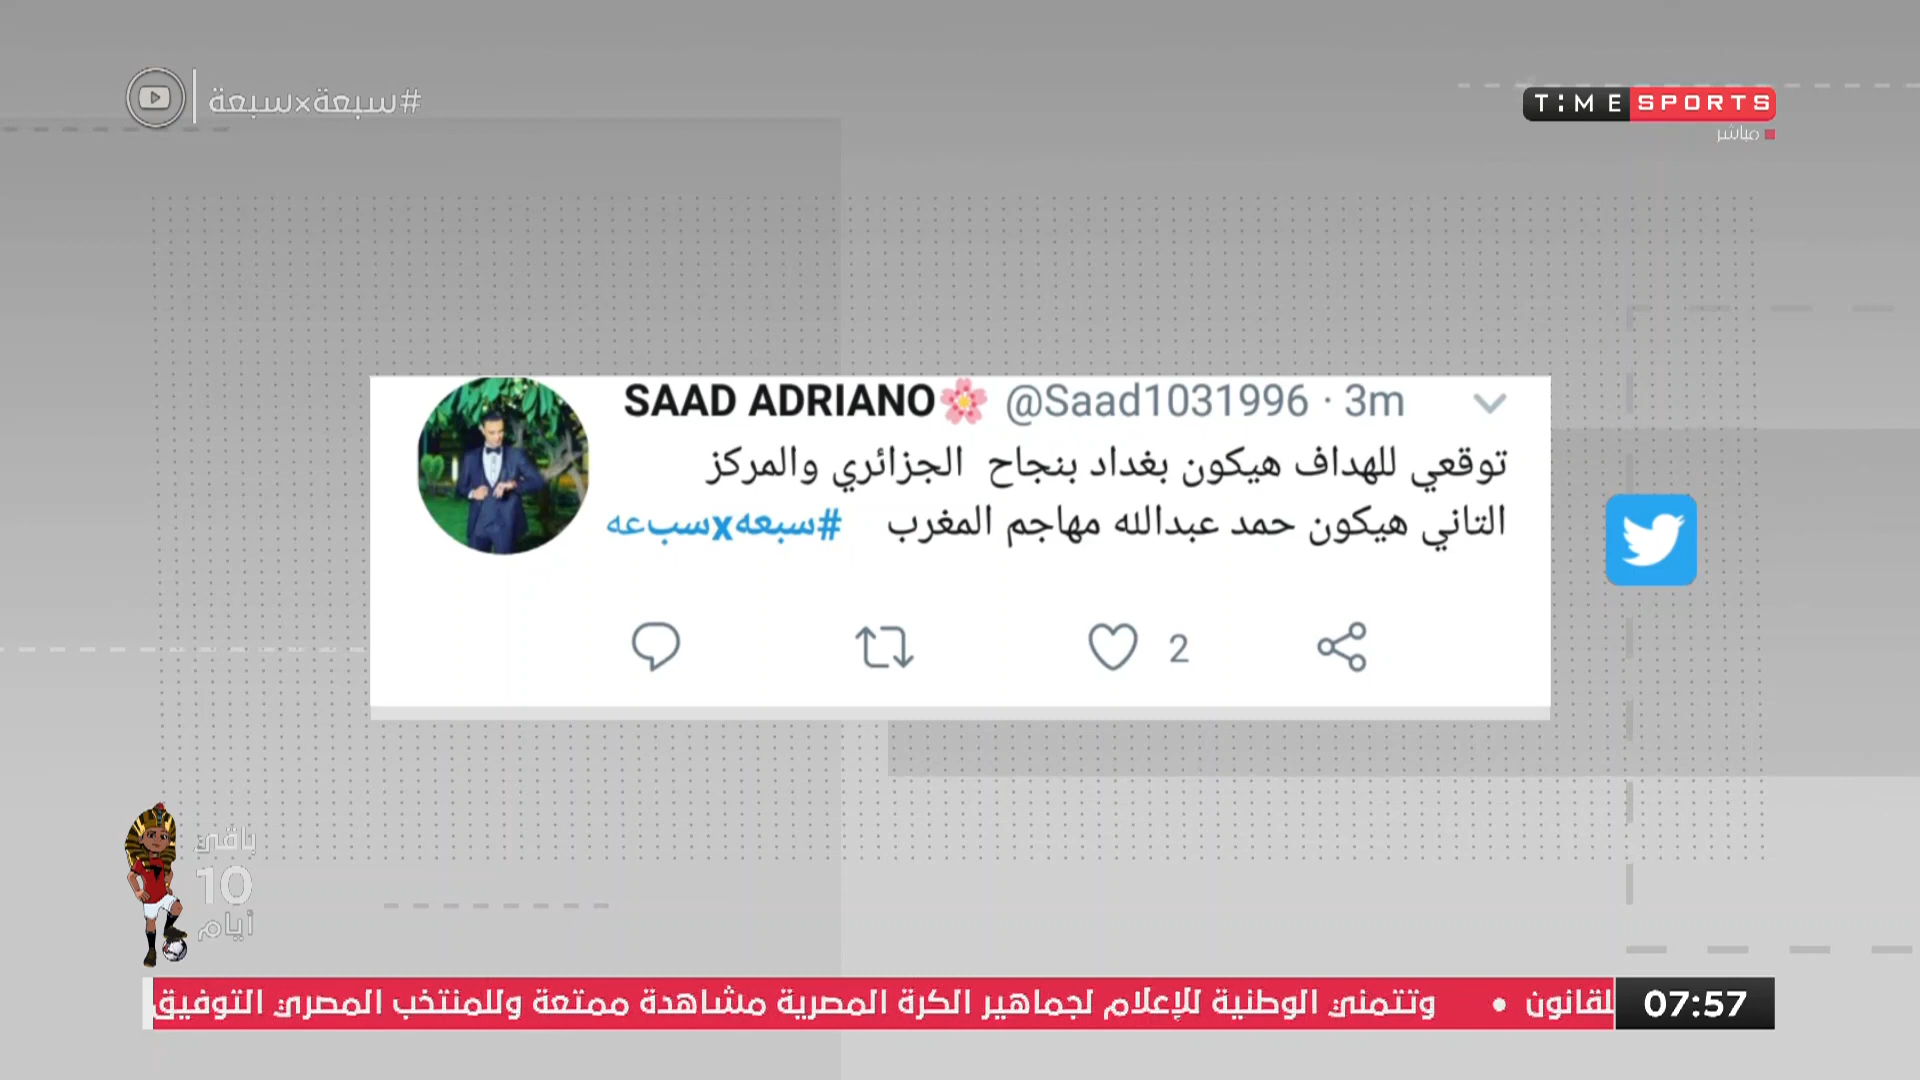 #سبعة×سبعة
T:ME SPORTS
مباشر
SAAD ADRIANO🌸 @Saad1031996 · 3m
توقعي للهداف هيكون بغداد بنجاح الجزائري والمركز
التاني هيكون حمد عبدالله مهاجم المغرب #سبعهxسبعه
2
باقي
10
أيام
للقانون • وتتمنى الوطنية للإعلام لجماهير الكرة المصرية مشاهدة ممتعة وللمنتخب المصري التوفيق
07:57